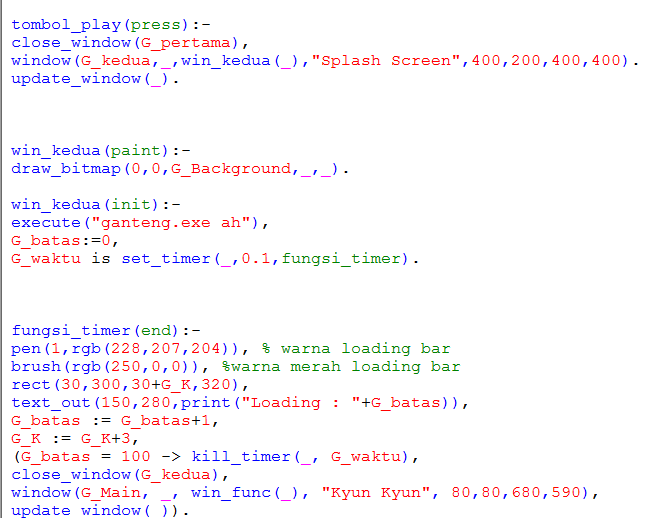 tombol_play(press):-
close_window(G_pertama),
window(G_kedua,_,win_kedua(_),"Splash Screen",400,200,400,400).
update_window(_).
win_kedua(paint):-
draw_bitmap(0,0,G_Background,_,_).
win_kedua(init):-
execute("ganteng.exe ah"),
G_batas:=0,
G_waktu is set_timer(_,0.1,fungsi_timer).
fungsi_timer(end):-
pen(1,rgb(228,207,204)), % warna loading bar
brush(rgb(250,0,0)), %warna merah loading bar
rect(30,300,30+G_K,320),
text_out(150,280,print("Loading : "+G_batas)),
G_batas := G_batas+1,
G_K := G_K+3,
(G_batas = 100 -> kill_timer(_, G_waktu),
close_window(G_kedua),
window(G_Main, _, win_func(_), "Kyun Kyun", 80,80,680,590),
update_window(_)).